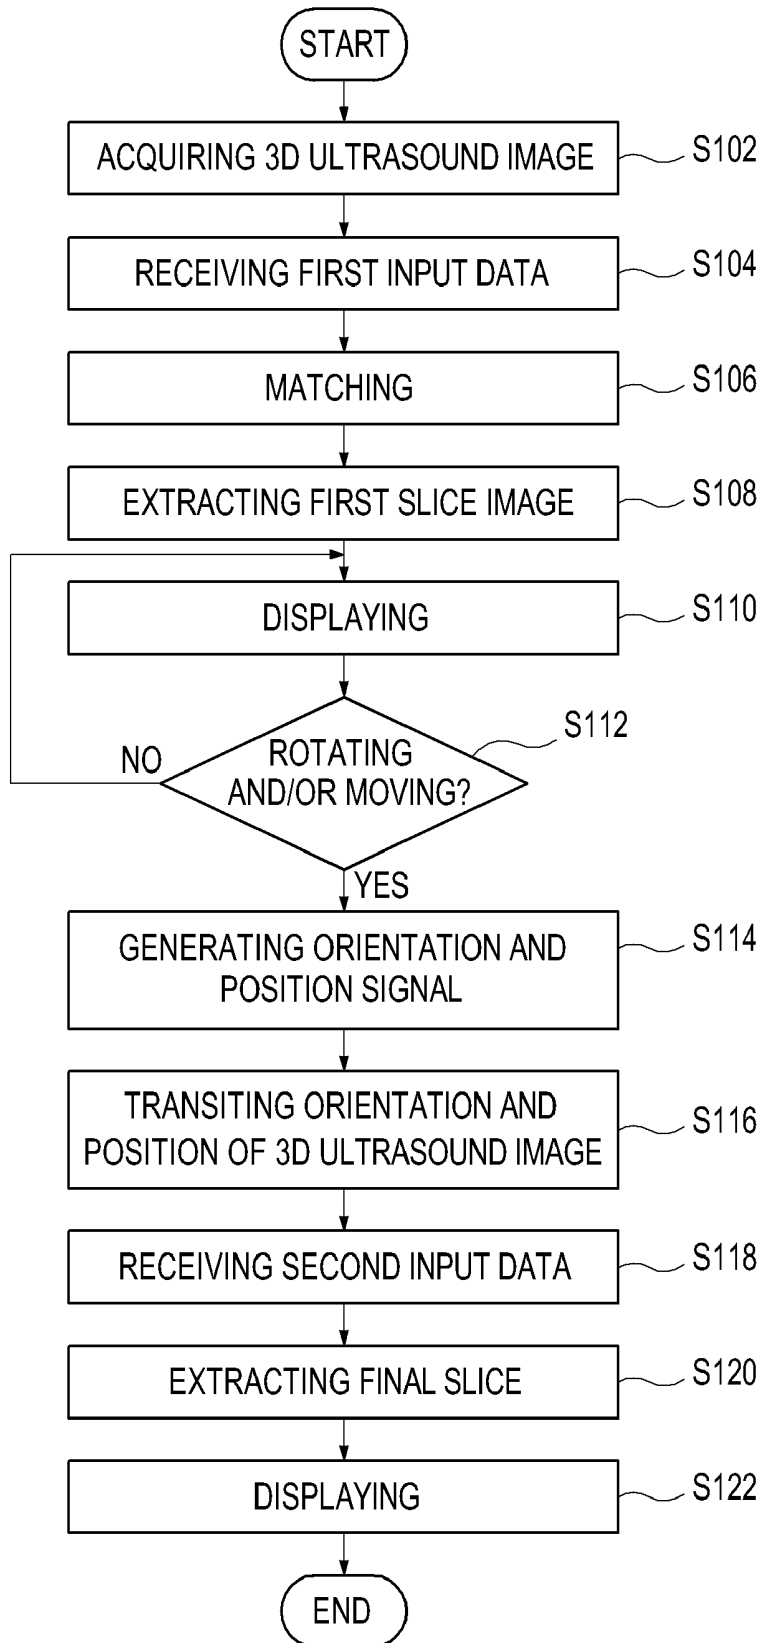 START
ACQUIRING 3D ULTRASOUND IMAGE
S102
RECEIVING FIRST INPUT DATA
S104
MATCHING
S106
EXTRACTING FIRST SLICE IMAGE
S108
DISPLAYING
S110
ROTATING
AND/OR MOVING?
S112
NO
YES
GENERATING ORIENTATION AND
POSITION SIGNAL
S114
TRANSITING ORIENTATION AND
POSITION OF 3D ULTRASOUND IMAGE
S116
RECEIVING SECOND INPUT DATA
S118
EXTRACTING FINAL SLICE
S120
DISPLAYING
S122
END